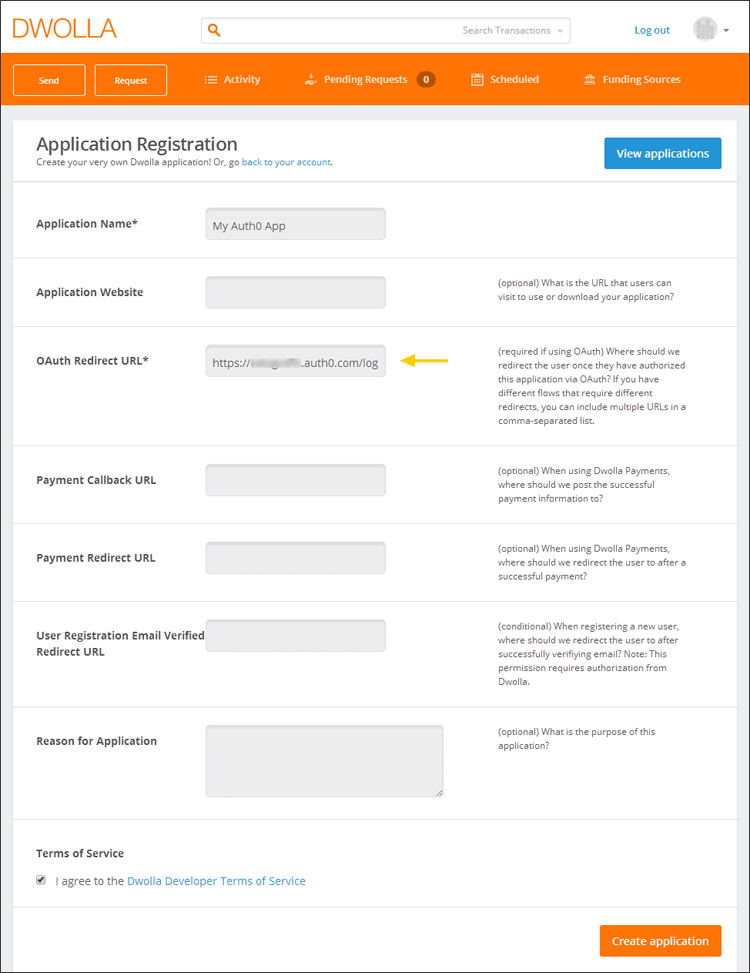 DWOLLA
Search Transactions
Log out
Send
Request
Activity
Pending Requests 0
Scheduled
Funding Sources
Application Registration
Create your very own Dwolla application! Or, go back to your account.
View applications
Application Name*
My Auth0 App
Application Website
(optional) What is the URL that users can
visit to use or download your application?
OAuth Redirect URL*
https:// .auth0.com/log
(required if using OAuth) Where should we
redirect the user once they have authorized
this application via OAuth? If you have
different flows that require different
redirects, you can include multiple URLs in a
comma-separated list.
Payment Callback URL
(optional) When using Dwolla Payments,
where should we post the successful
payment information to?
Payment Redirect URL
(optional) When using Dwolla Payments,
where should we redirect the user to after a
successful payment?
User Registration Email Verified
Redirect URL
(conditional) When registering a new user,
where should we redirect the user to after
successfully verifiying email? Note: This
permission requires authorization from
Dwolla.
Reason for Application
(optional) What is the purpose of this
application?
Terms of Service
I agree to the Dwolla Developer Terms of Service
Create application